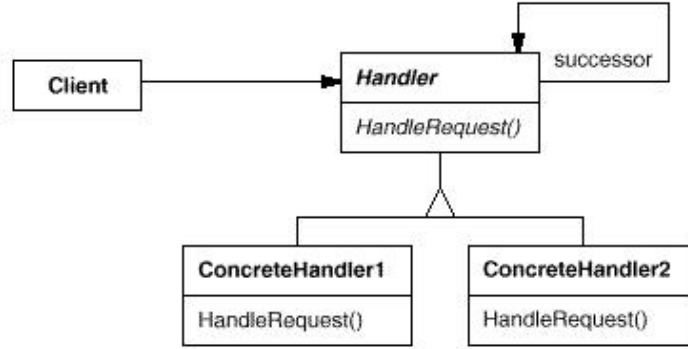 successor
Client
Handler
HandleRequest()
ConcreteHandler1
ConcreteHandler2
HandleRequest()
HandleRequest()